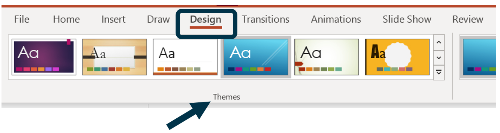 File Home Insert Draw Design Transitions Animations Slide Show Review
Aa Aa Aa Aa Aa Aa
Themes